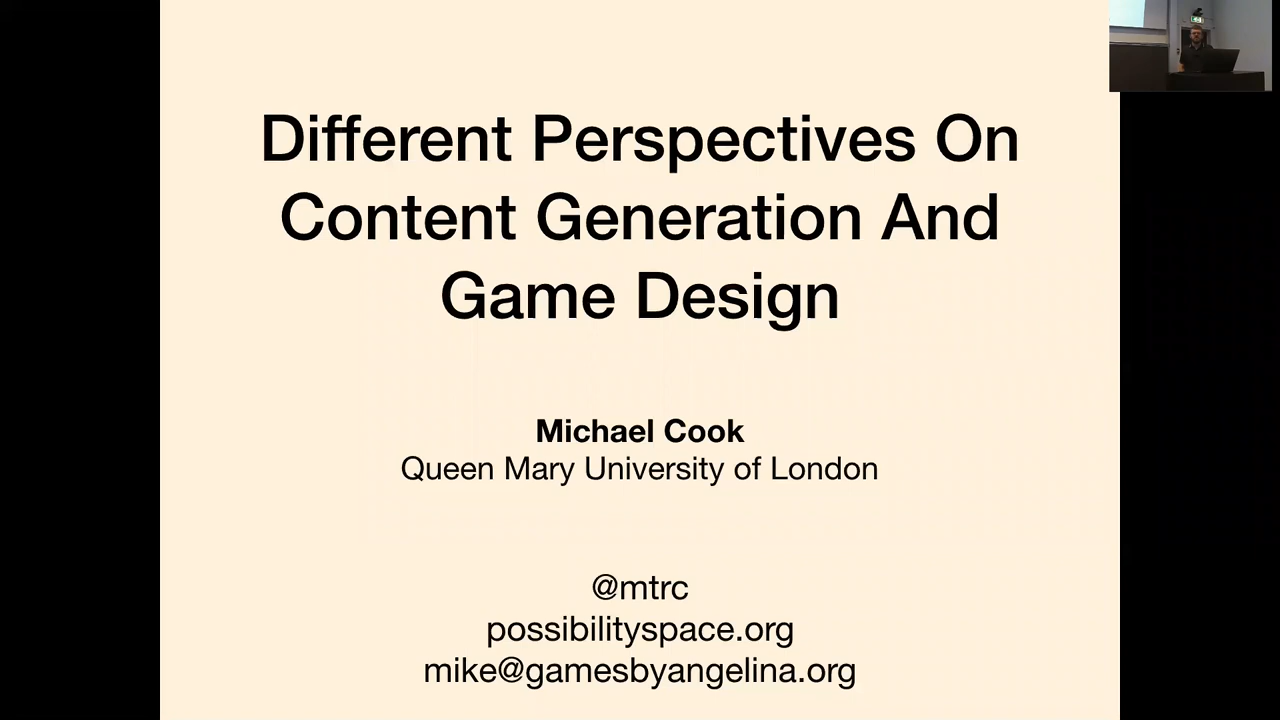 Different Perspectives On
Content Generation And
Game Design
Michael Cook
Queen Mary University of London
@mtrc
possibilityspace.org
mike@gamesbyangelina.org